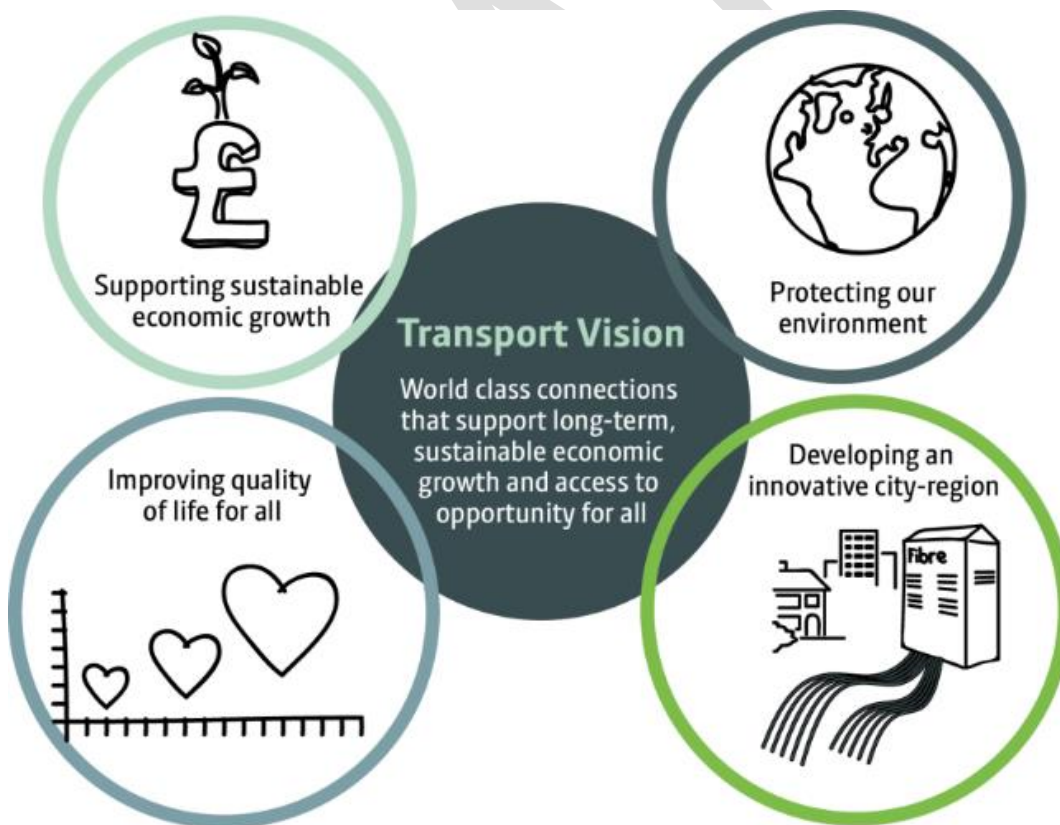 Supporting sustainable
economic growth
Protecting our
environment
Transport Vision
World class connections
that support long-term,
sustainable economic
growth and access to
opportunity for all
Improving quality
of life for all
Developing an
innovative city-region
Fibre